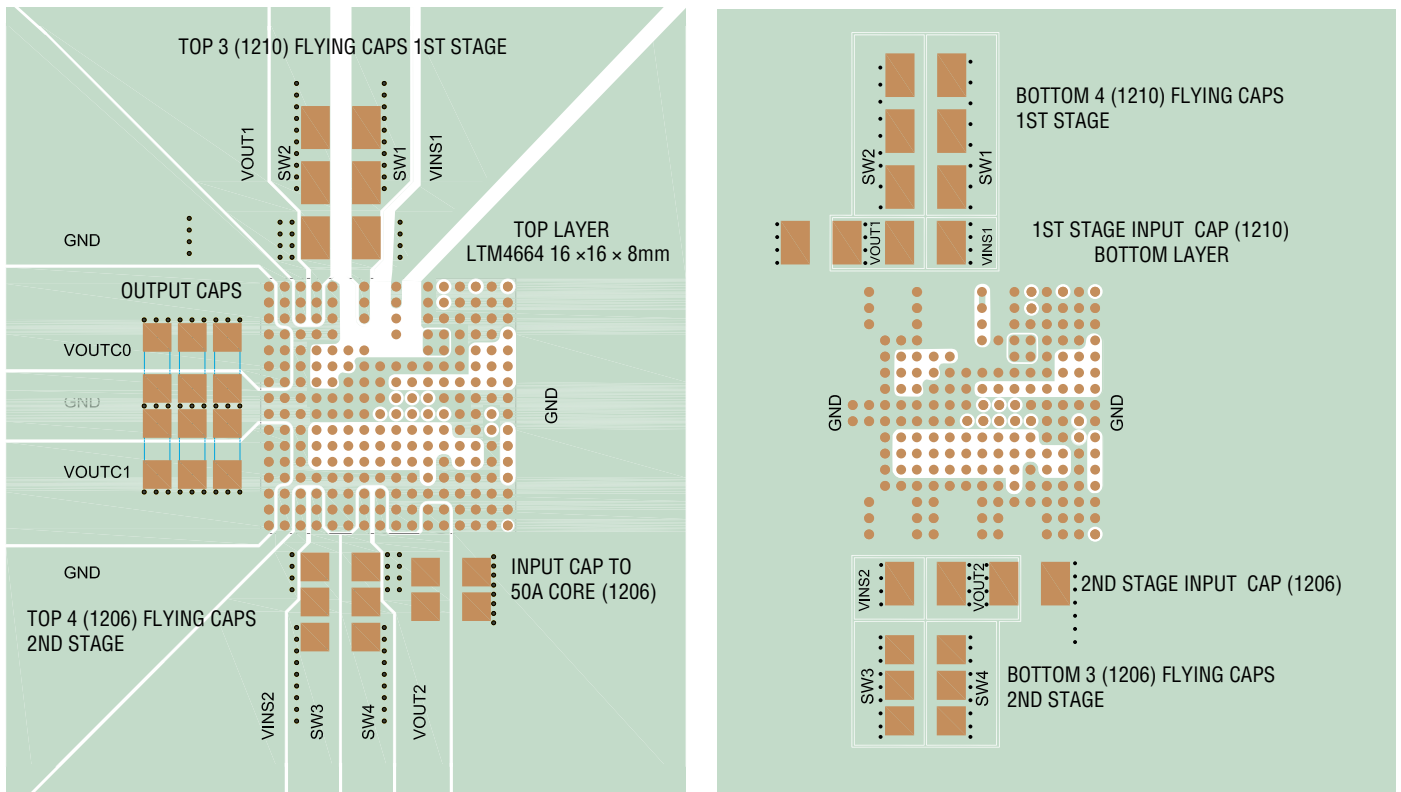 TOP 3 (1210) FLYING CAPS 1ST STAGE
VOUT1
SW2
SW1
VINS1
GND
TOP LAYER
LTM4664 16 ×16 × 8mm
OUTPUT CAPS
VOUTC0
GND
GND
VOUTC1
GND
INPUT CAP TO
50A CORE (1206)
TOP 4 (1206) FLYING CAPS
2ND STAGE
VINS2
SW3
SW4
VOUT2
BOTTOM 4 (1210) FLYING CAPS
1ST STAGE
SW2
SW1
VOUT1
VINS1
1ST STAGE INPUT CAP (1210)
BOTTOM LAYER
GND
GND
VINS2
VOUT2
2ND STAGE INPUT CAP (1206)
SW3
SW4
BOTTOM 3 (1206) FLYING CAPS
2ND STAGE